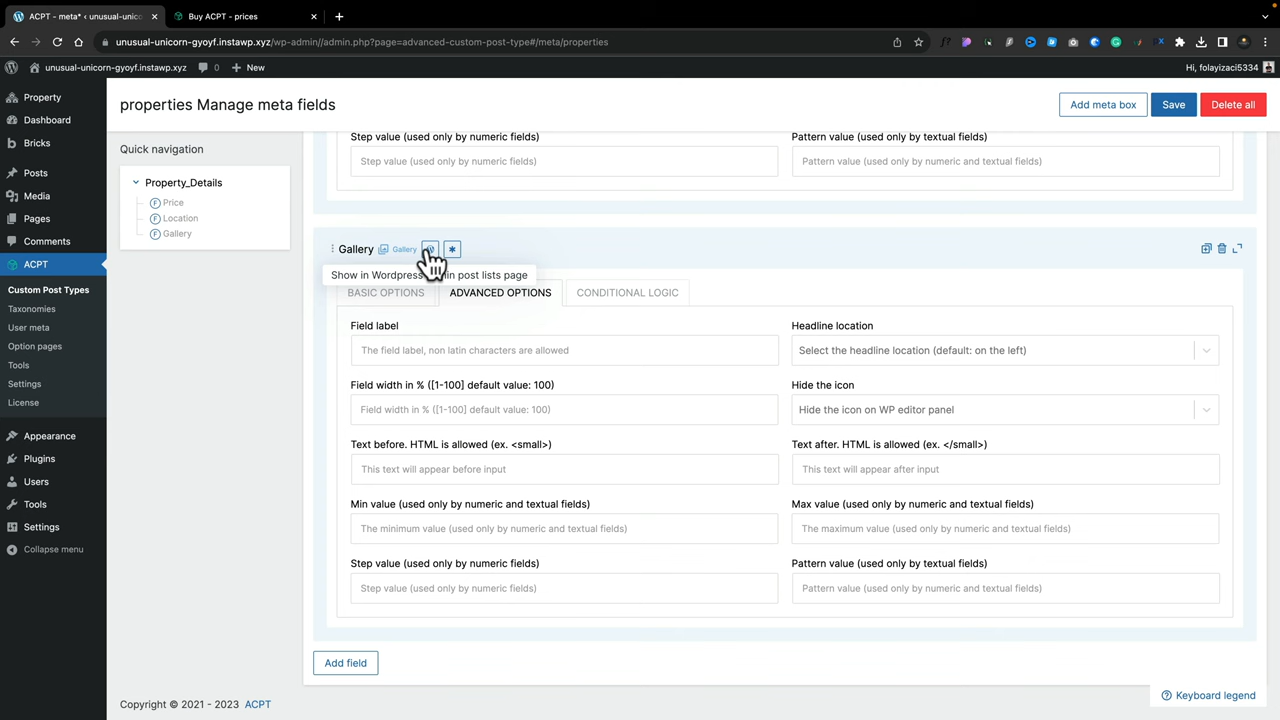 ACPT - meta* ‹ unusual-unico
Buy ACPT - prices
unusual-unicorn-gyoyf.instawp.xyz/wp-admin//admin.php?page=advanced-custom-post-type#/meta/properties
unusual-unicorn-gyoyf.instawp.xyz
0
New
Hi, folayizaci5334
Property
Dashboard
Bricks
Posts
Media
Pages
Comments
ACPT
Custom Post Types
Taxonomies
User meta
Option pages
Tools
Settings
License
Appearance
Plugins
Users
Tools
Settings
Collapse menu
properties Manage meta fields
Add meta box
Save
Delete all
Quick navigation
Property_Details
F Price
F Location
F Gallery
Step value (used only by numeric fields)
Pattern value (used only by textual fields)
Step value (used only by numeric fields)
Pattern value (used only by numeric and textual fields)
Gallery Gallery
Show in Wordpress in post lists page
BASIC OPTIONS
ADVANCED OPTIONS
CONDITIONAL LOGIC
Field label
Headline location
The field label, non latin characters are allowed
Select the headline location (default: on the left)
Field width in % ([1-100] default value: 100)
Hide the icon
Field width in % ([1-100] default value: 100)
Hide the icon on WP editor panel
Text before. HTML is allowed (ex. <small>)
Text after. HTML is allowed (ex. </small>)
This text will appear before input
This text will appear after input
Min value (used only by numeric and textual fields)
Max value (used only by numeric and textual fields)
The minimum value (used only by numeric and textual fields)
The maximum value (used only by numeric and textual fields)
Step value (used only by numeric fields)
Pattern value (used only by textual fields)
Step value (used only by numeric fields)
Pattern value (used only by numeric and textual fields)
Add field
Copyright © 2021 - 2023 ACPT
Keyboard legend